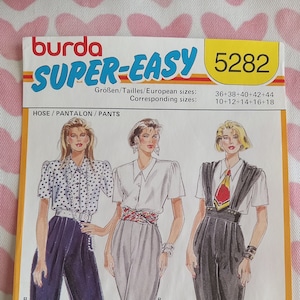 burda
SUPER-EASY
5282
Größen/Tailles/European sizes: 36+38+40+42+44
Corresponding sizes: 10+12+14+16+18
HOSE / PANTALON / PANTS